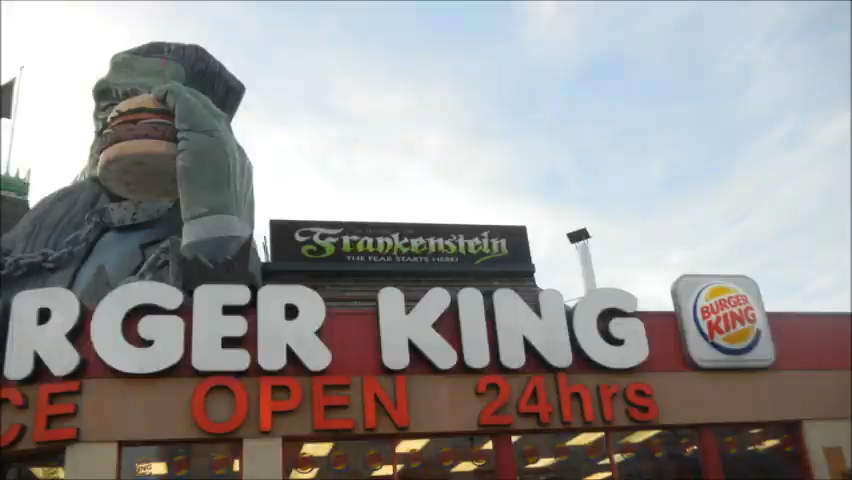 Frankenstein
THE FEAR STARTS HERE!
RGER KING
BURGER
KING
CE OPEN 24hrs